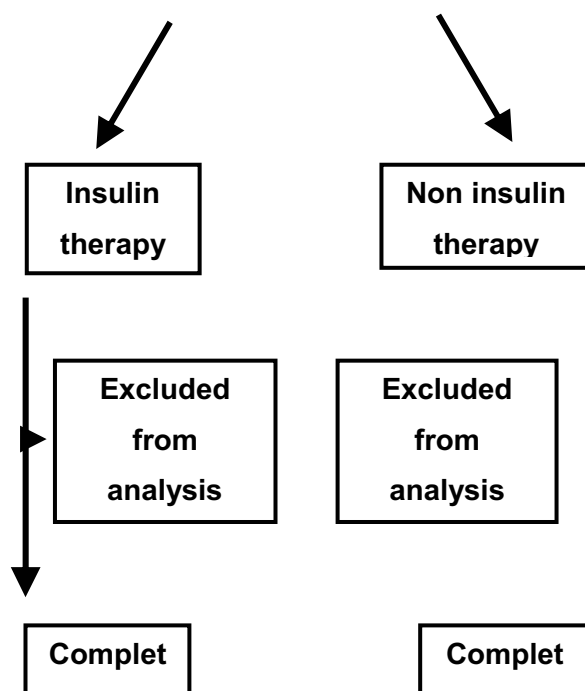 Insulin
therapy
Non insulin
therapy
Excluded
from
analysis
Excluded
from
analysis
Complet
Complet